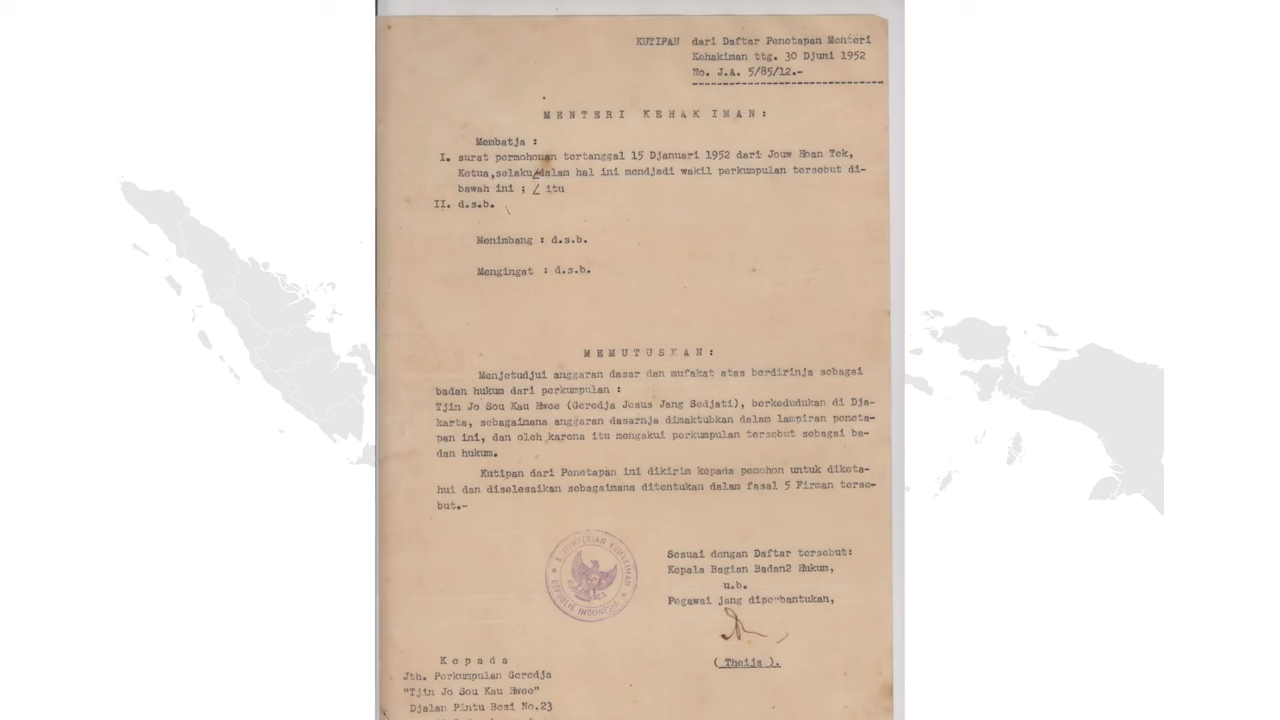 KUTIPAN dari Daftar Penetapan Menteri
Kehakiman ttg. 30 Djuni 1952
No. J.A. 5/85/12.-
MENTERI KEHAKIMAN:
Membatja :
I. surat permohonan tertanggal 15 Djanuari 1952 dari Jouw Hoan Tek,
Ketua,selaku/dalam hal ini mendjadi wakil perkumpulan tersebut di-
bawah ini ; / itu
II. d.s.b.
Menimbang : d.s.b.
Mengingat : d.s.b.
MEMUTUSKAN:
Menjetudjui anggaran dasar dan mufakat atas berdirinja sebagai
badan hukum dari perkumpulan :
Tjin Jo Sou Kau Hwee (Geredja Jesus Jang Sedjati), berkedudukan di Dja-
karta, sebagaimana anggaran dasarnja dimaktubkan dalam lampiran peneta-
pan ini, dan oleh karena itu mengakui perkumpulan tersebut sebagai ba-
dan hukum.
Kutipan dari Penetapan ini dikirim kepada pemohon untuk diketa-
hui dan diselesaikan sebagaimana ditentukan dalam fasal 5 Firman terse-
but.-
KEMENTERIAN KEHAKIMAN
REPUBLIK INDONESIA
Sesuai dengan Daftar tersebut:
Kepala Bagian Badan2 Hukum,
u.b.
Pegawai jang diperbantukan,
( Theijs ).
Kepada
Jth. Perkumpulan Geredja
"Tjin Jo Sou Kau Hwee"
Djalan Pintu Besi No.23